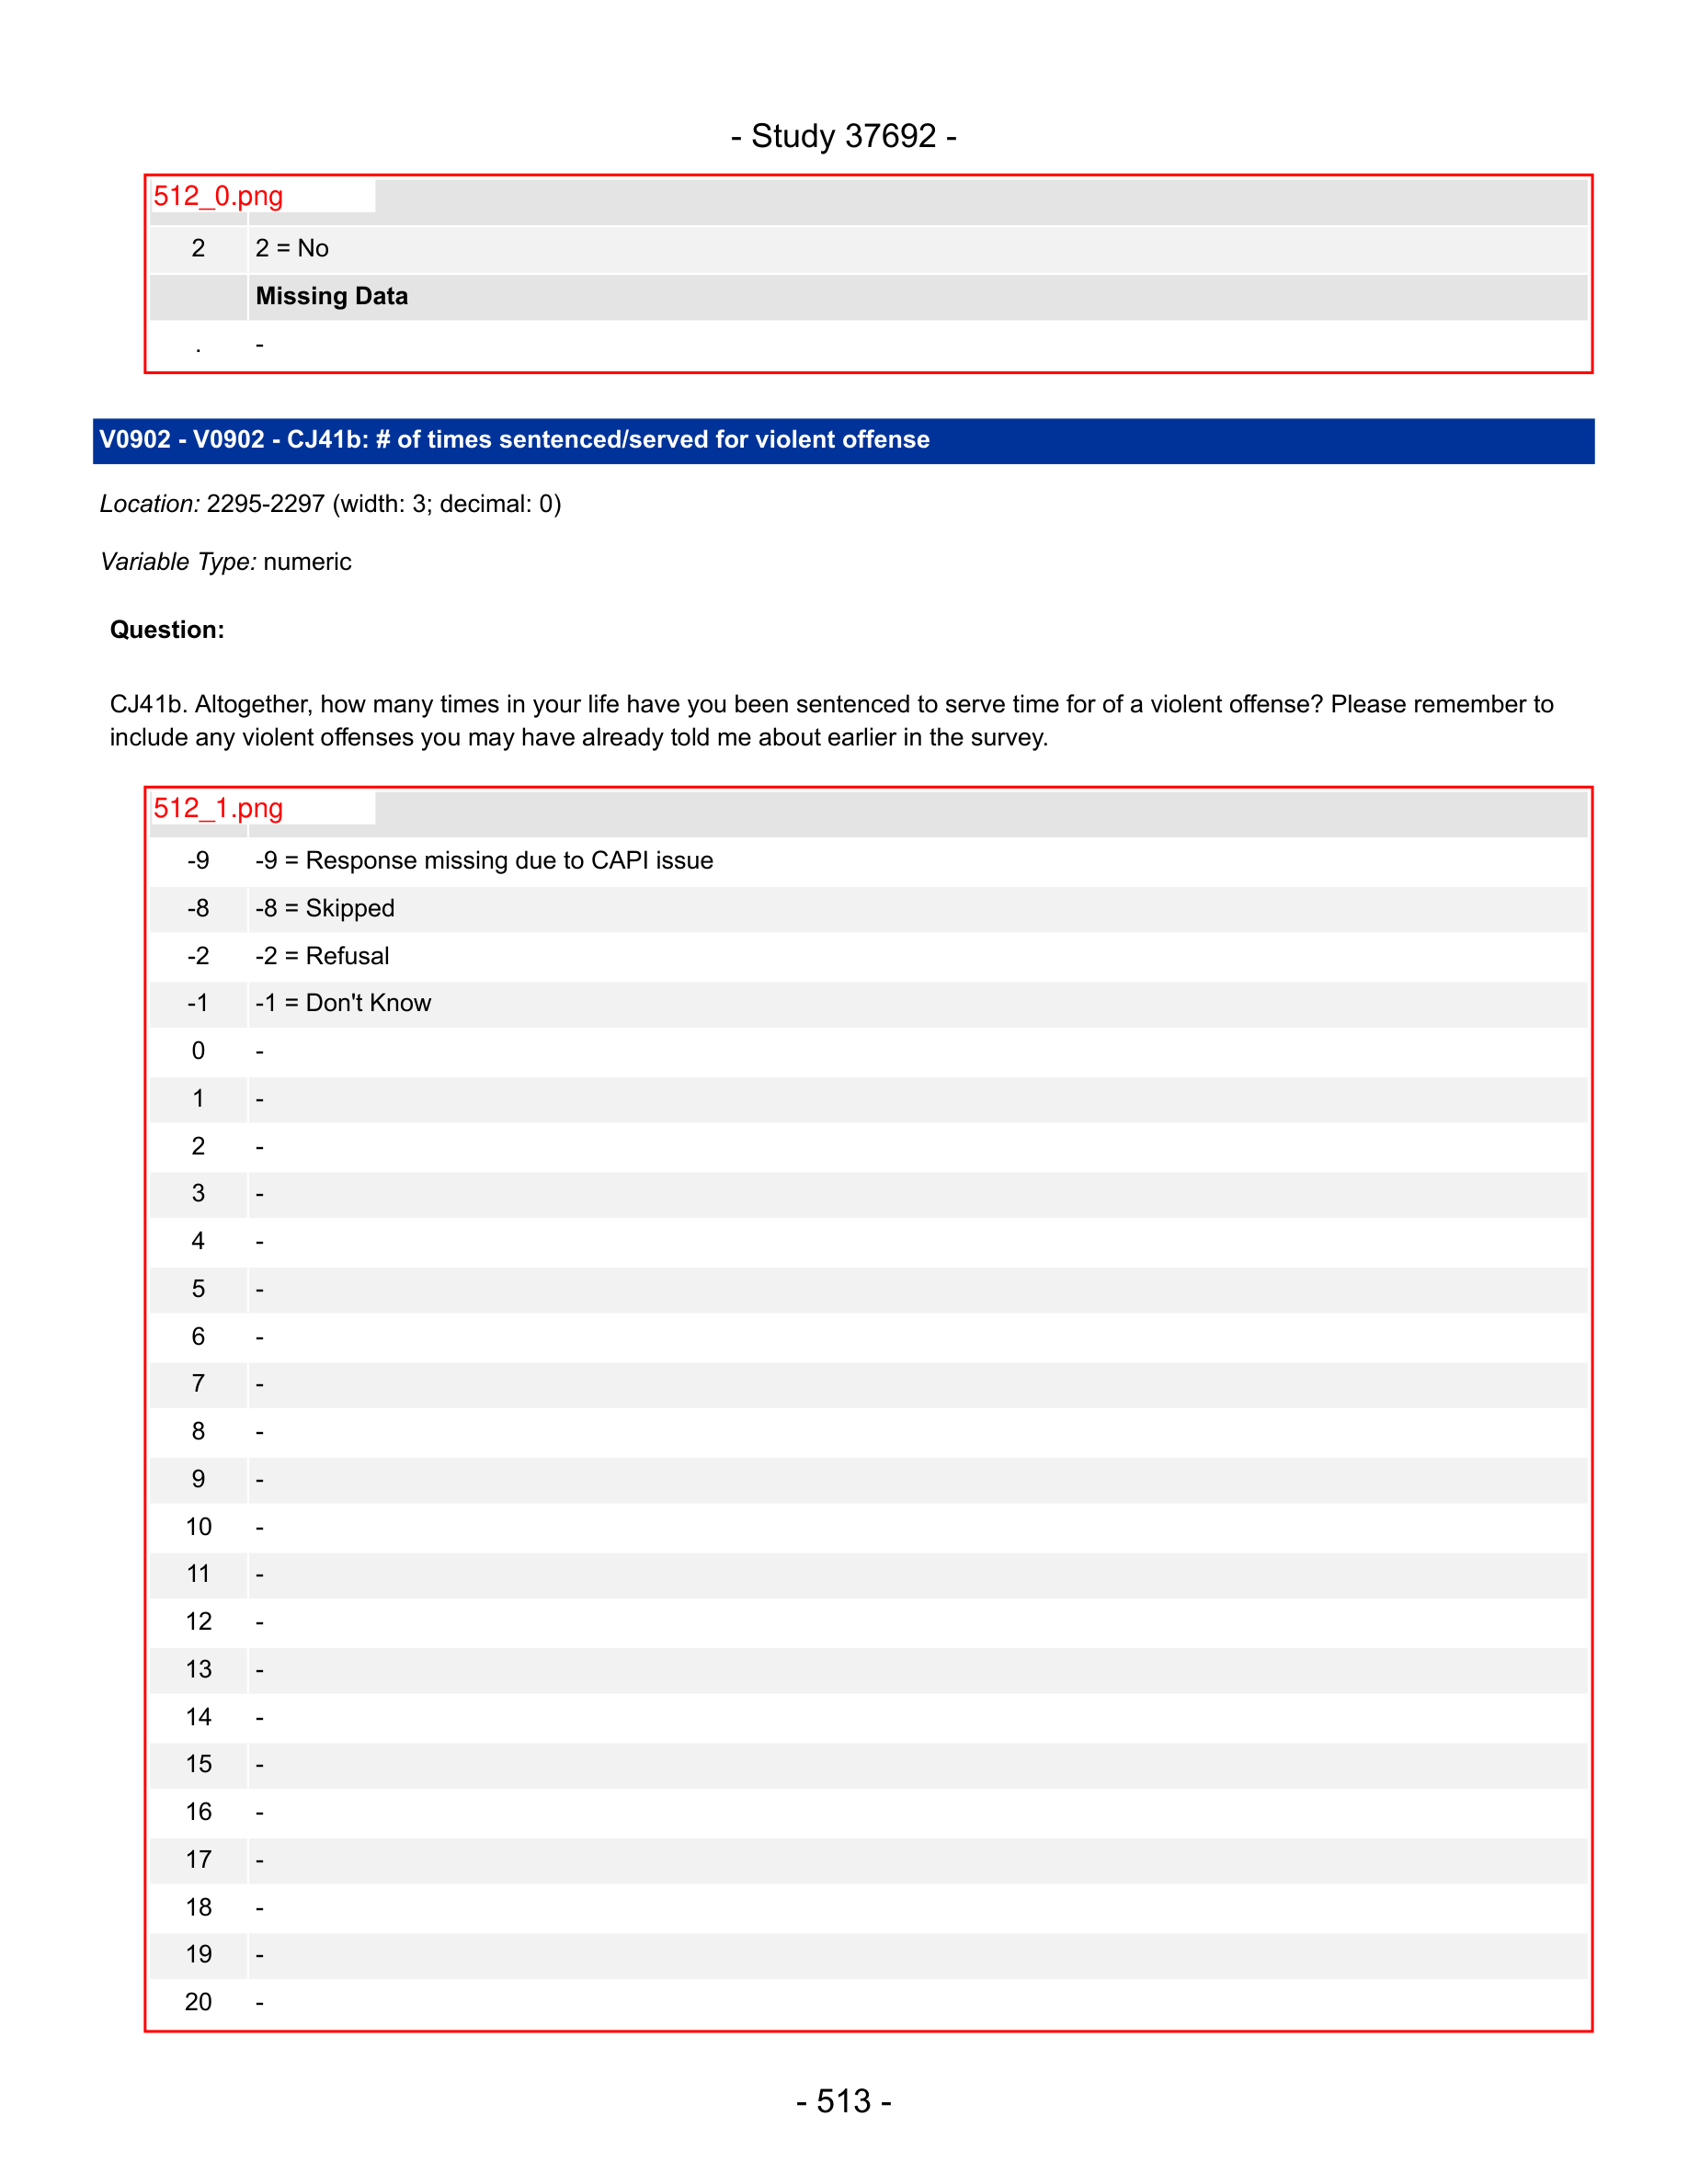 - Study 37692 -
512_0.png
2 2 = No
Missing Data
. -
V0902 - V0902 - CJ41b: # of times sentenced/served for violent offense
Location: 2295-2297 (width: 3; decimal: 0)
Variable Type: numeric
Question:
CJ41b. Altogether, how many times in your life have you been sentenced to serve time for of a violent offense? Please remember to
include any violent offenses you may have already told me about earlier in the survey.
512_1.png
-9 -9 = Response missing due to CAPI issue
-8 -8 = Skipped
-2 -2 = Refusal
-1 -1 = Don't Know
0 -
1 -
2 -
3 -
4 -
5 -
6 -
7 -
8 -
9 -
10 -
11 -
12 -
13 -
14 -
15 -
16 -
17 -
18 -
19 -
20 -
- 513 -